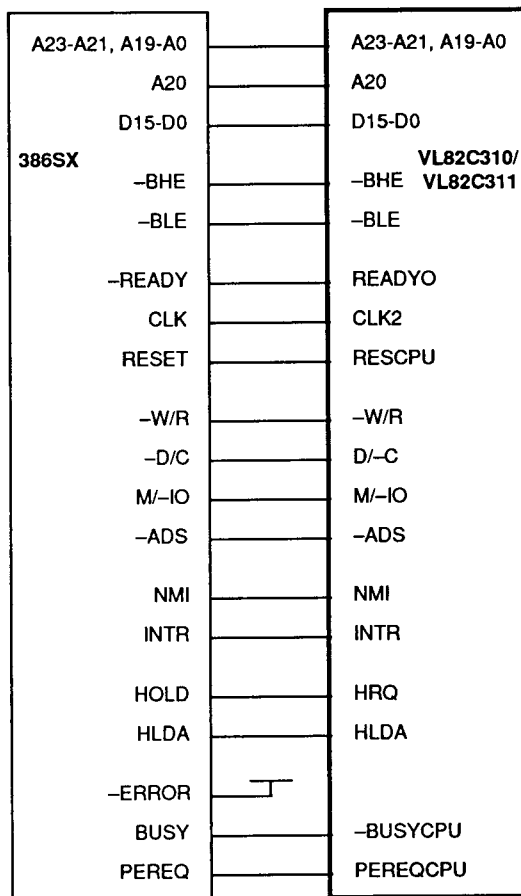 A23-A21, A19-A0 A23-A21, A19-A0
A20 A20
D15-D0 D15-D0
386SX VL82C310/
–BHE –BHE VL82C311
–BLE –BLE
–READY READYO
CLK CLK2
RESET RESCPU
–W/R –W/R
–D/C D/–C
M/–IO M/–IO
–ADS –ADS
NMI NMI
INTR INTR
HOLD HRQ
HLDA HLDA
–ERROR
BUSY –BUSYCPU
PEREQ PEREQCPU